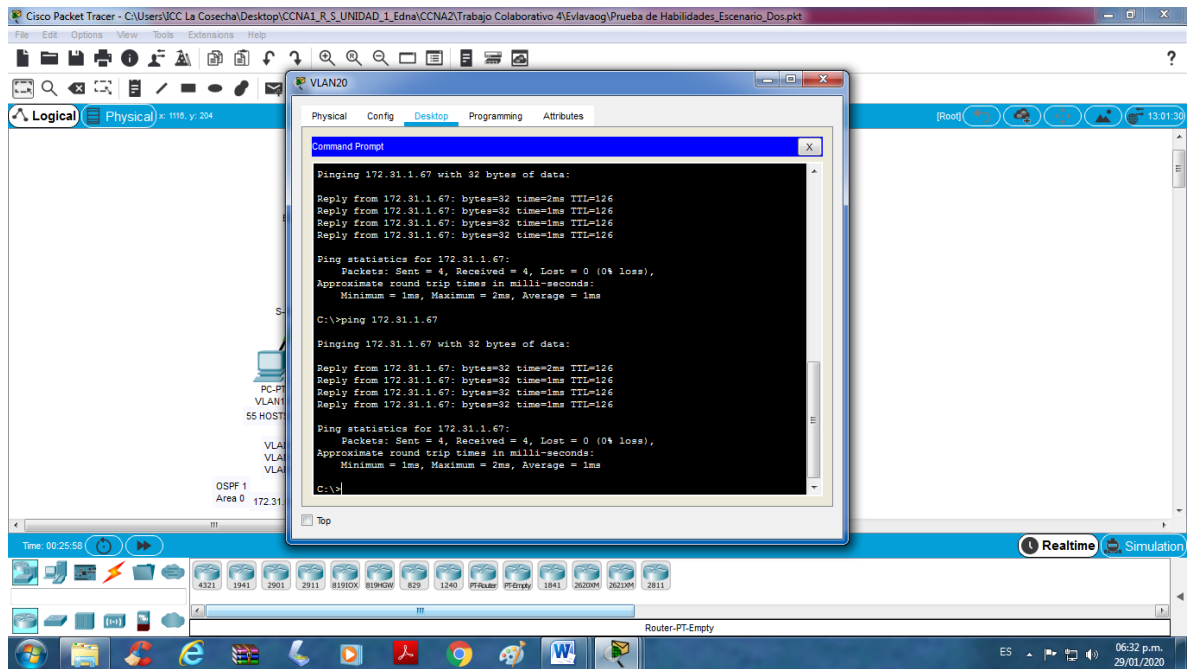 Cisco Packet Tracer - C:\Users\ICC La Cosecha\Desktop\CCNA1_R_S_UNIDAD_1_Edna\CCNA2\Trabajo Colaborativo 4\Evlavaog\Prueba de Habilidades_Escenario_Dos.pkt
File Edit Options View Tools Extensions Help
?
VLAN20
Logical Physical x: 1116, y: 204
[Root] 13:01:30
Physical Config Desktop Programming Attributes
Command Prompt X
Pinging 172.31.1.67 with 32 bytes of data:
Reply from 172.31.1.67: bytes=32 time=2ms TTL=126
Reply from 172.31.1.67: bytes=32 time=1ms TTL=126
Reply from 172.31.1.67: bytes=32 time=1ms TTL=126
Reply from 172.31.1.67: bytes=32 time=1ms TTL=126
Ping statistics for 172.31.1.67:
Packets: Sent = 4, Received = 4, Lost = 0 (0% loss),
Approximate round trip times in milli-seconds:
Minimum = 1ms, Maximum = 2ms, Average = 1ms
C:\>ping 172.31.1.67
Pinging 172.31.1.67 with 32 bytes of data:
Reply from 172.31.1.67: bytes=32 time=2ms TTL=126
Reply from 172.31.1.67: bytes=32 time=1ms TTL=126
Reply from 172.31.1.67: bytes=32 time=1ms TTL=126
Reply from 172.31.1.67: bytes=32 time=1ms TTL=126
Ping statistics for 172.31.1.67:
Packets: Sent = 4, Received = 4, Lost = 0 (0% loss),
Approximate round trip times in milli-seconds:
Minimum = 1ms, Maximum = 2ms, Average = 1ms
C:\>
Top
S-
PC-PT
VLAN1
55 HOSTS
VLA
VLA
VLA
OSPF 1
Area 0 172.31.
Time: 00:25:58
Realtime Simulation
4321 1941 2901 2911 819IOX 819HGW 829 1240 PT-Router PT-Empty 1841 2620XM 2621XM 2811
Router-PT-Empty
ES 06:32 p.m.
29/01/2020